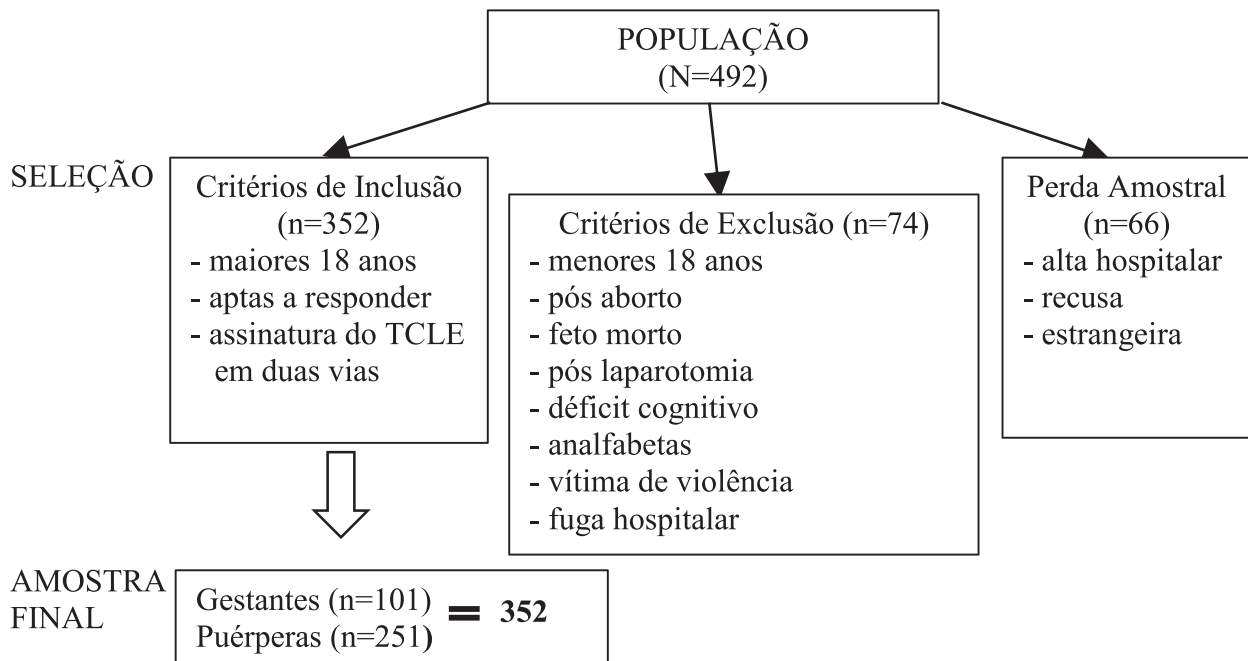 POPULAÇÃO
(N=492)
SELEÇÃO
Critérios de Inclusão
(n=352)
- maiores 18 anos
- aptas a responder
- assinatura do TCLE
em duas vias
Critérios de Exclusão (n=74)
- menores 18 anos
- pós aborto
- feto morto
- pós laparotomia
- déficit cognitivo
- analfabetas
- vítima de violência
- fuga hospitalar
Perda Amostral
(n=66)
- alta hospitalar
- recusa
- estrangeira
AMOSTRA
FINAL
Gestantes (n=101)
Puérperas (n=251)
= 352